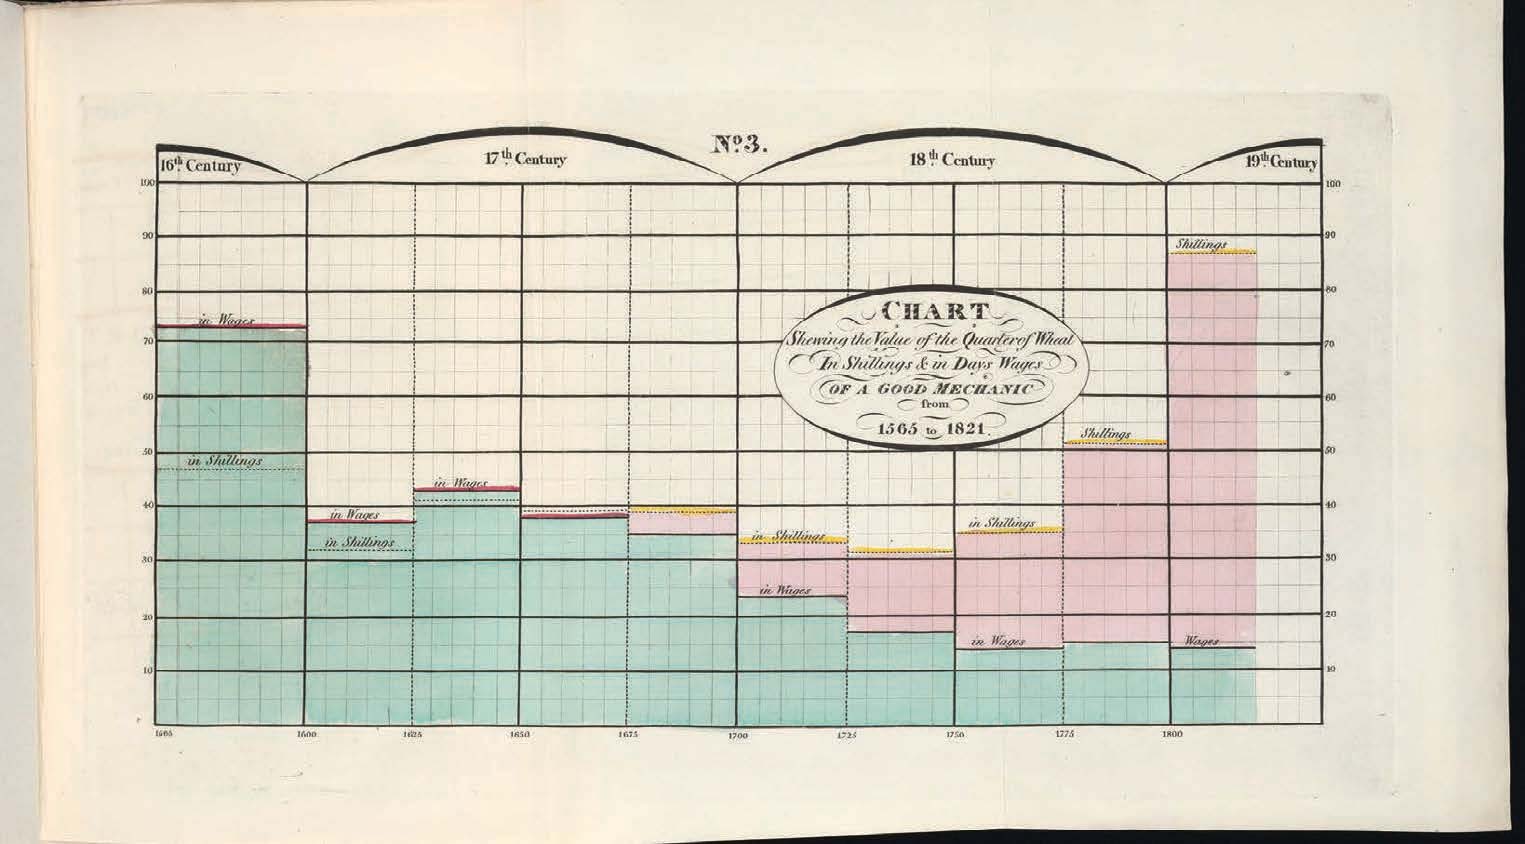 No. 3.
16th. Century
17th. Century
18th. Century
19th. Century
100
100
90
90
Shillings
80
80
CHART
Shewing the Value of the Quarter of Wheat
In Shillings & in Days Wages
OF A GOOD MECHANIC
from
1565 to 1821.
in Wages
70
70
60
60
Shillings
50
50
in Shillings
in Wages
40
40
in Wages
in Shillings
in Shillings
in Shillings
30
30
in Wages
20
20
in Wages
Wages
10
10
1565
1600
1625
1650
1675
1700
1725
1750
1775
1800